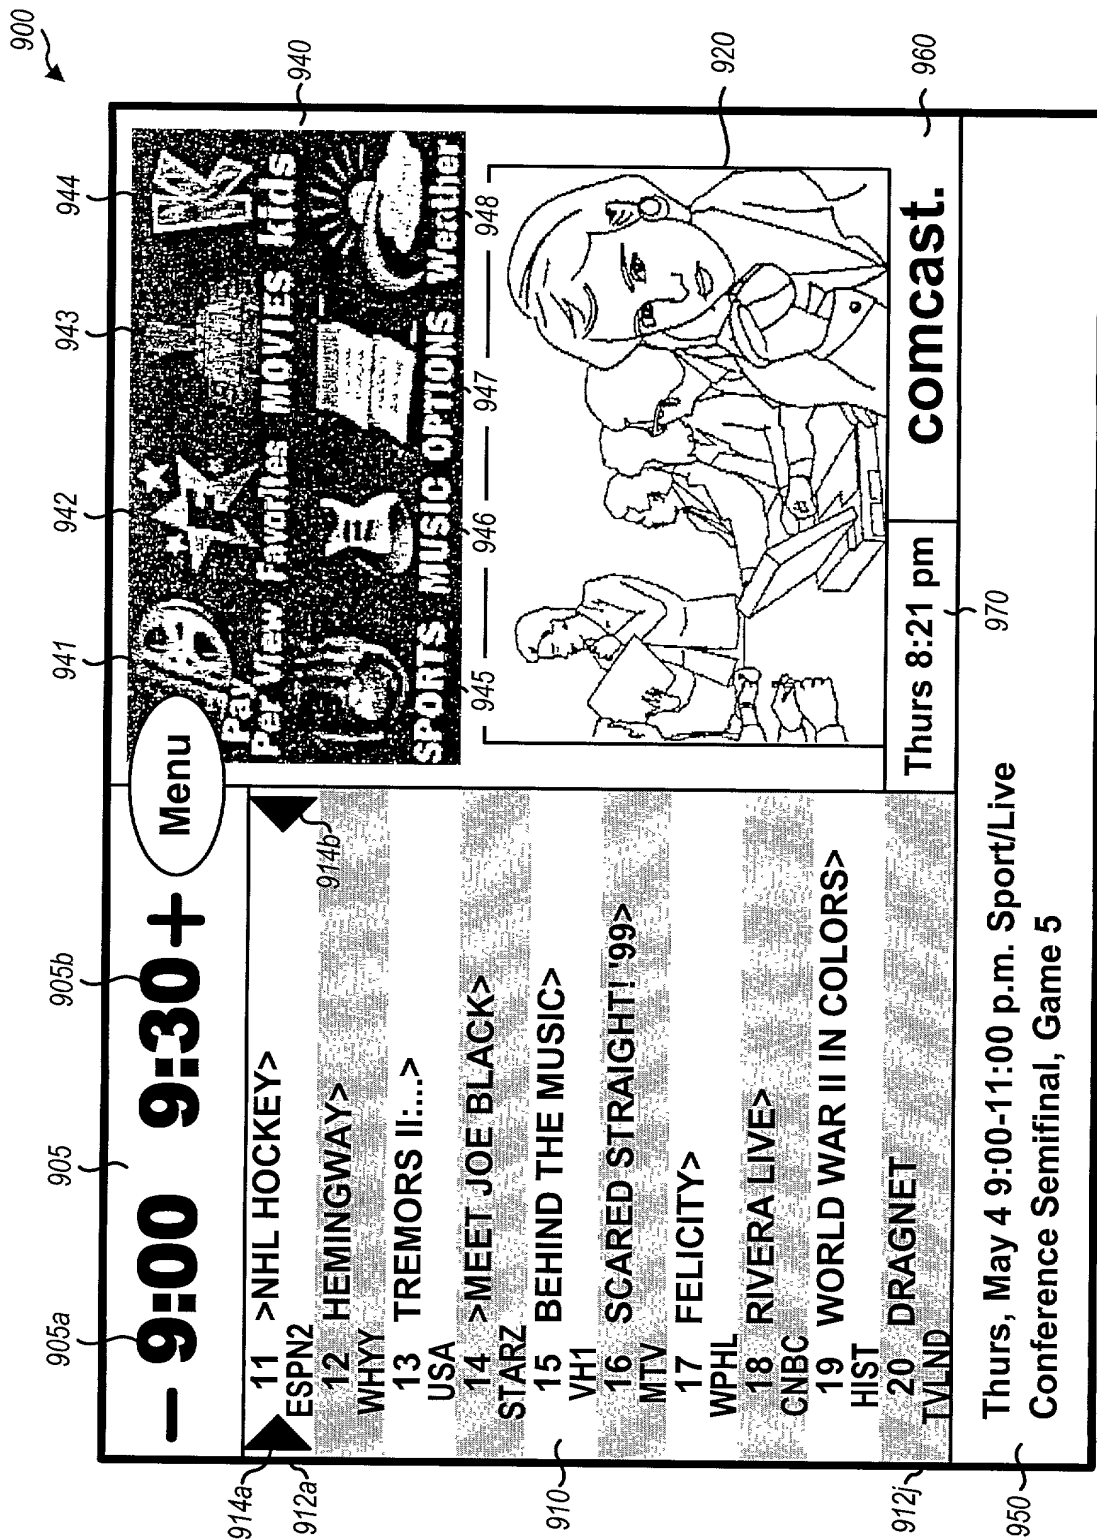 900
905a
905
905b
941
942
943
944
940
– 9:00 9:30 +
Menu
Pay
Per View Favorites MOVIES kids
SPORTS MUSIC OPTIONS Weather
945
946
947
948
920
914a
914b
912a
11 >NHL HOCKEY>
ESPN2
12 HEMINGWAY>
WHYY
13 TREMORS II:...>
USA
14 >MEET JOE BLACK>
STARZ
15 BEHIND THE MUSIC>
VH1
16 SCARED STRAIGHT! '99>
MTV
17 FELICITY>
WPHL
18 RIVERA LIVE>
CNBC
19 WORLD WAR II IN COLORS>
HIST
20 DRAGNET
TVLND
910
912j
Thurs 8:21 pm
comcast.
960
970
Thurs, May 4 9:00-11:00 p.m. Sport/Live
Conference Semifinal, Game 5
950